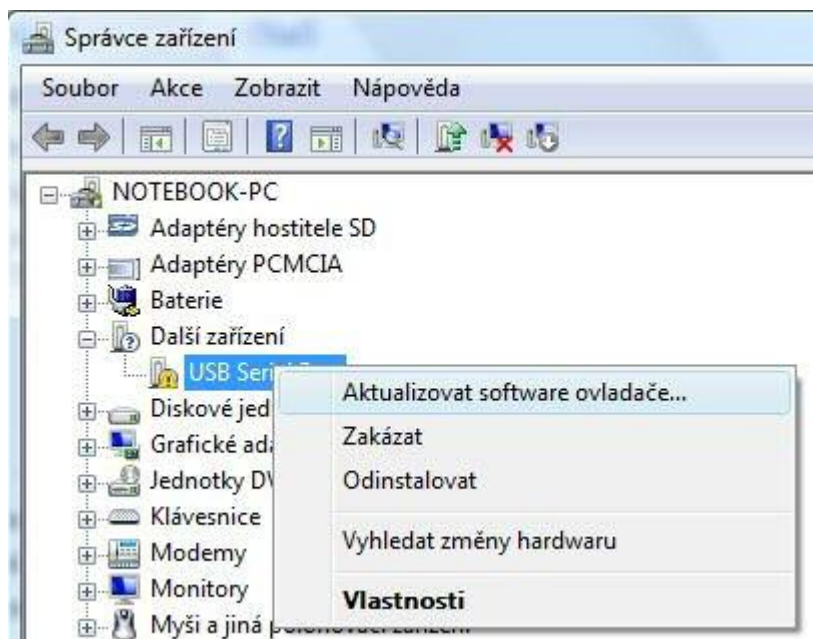 Správce zařízení
Soubor Akce Zobrazit Nápověda
NOTEBOOK-PC
Adaptéry hostitele SD
Adaptéry PCMCIA
Baterie
Další zařízení
USB
Aktualizovat software ovladače...
Diskové
Zakázat
Grafické
Odinstalovat
Jednotky
Klávesnice
Vyhledat změny hardwaru
Modemy
Monitory
Vlastnosti
Myši a jiná